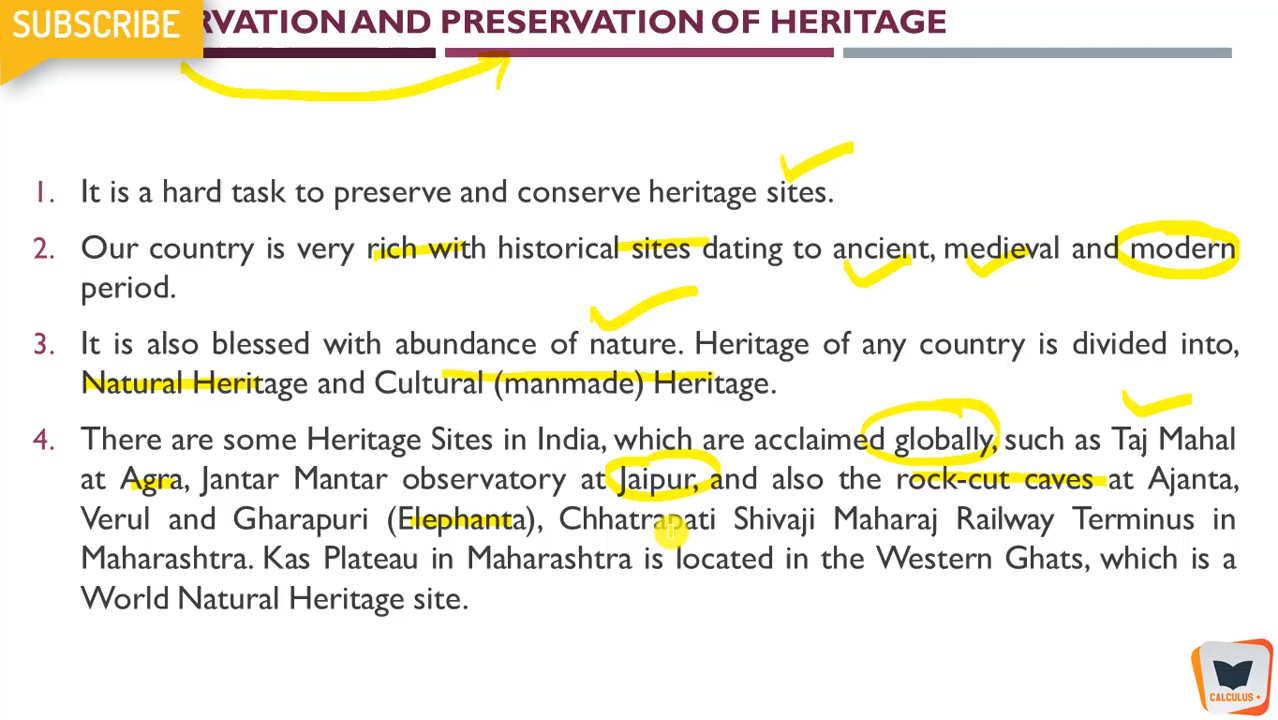 SUBSCRIBE
RVATION AND PRESERVATION OF HERITAGE
1. It is a hard task to preserve and conserve heritage sites.
2. Our country is very rich with historical sites dating to ancient, medieval and modern
period.
3. It is also blessed with abundance of nature. Heritage of any country is divided into,
Natural Heritage and Cultural (manmade) Heritage.
4. There are some Heritage Sites in India, which are acclaimed globally, such as Taj Mahal
at Agra, Jantar Mantar observatory at Jaipur, and also the rock-cut caves at Ajanta,
Verul and Gharapuri (Elephanta), Chhatrapati Shivaji Maharaj Railway Terminus in
Maharashtra. Kas Plateau in Maharashtra is located in the Western Ghats, which is a
World Natural Heritage site.
CALCULUS +